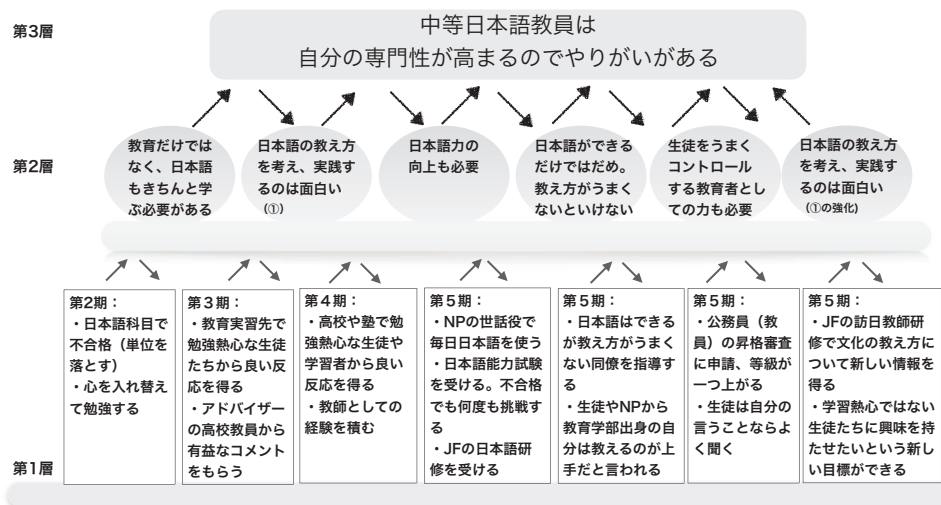 第3層
中等日本語教員は
自分の専門性が高まるのでやりがいがある
第2層
教育だけでは
なく、日本語
もきちんと学
ぶ必要がある
日本語の教え方
を考え、実践す
るのは面白い
(①)
日本語力の
向上も必要
日本語ができる
だけではだめ。
教え方がうまく
ないといけない
生徒をうまく
コントロール
する教育者とし
ての力も必要
日本語の教え方
を考え、実践す
るのは面白い
(①の強化)
第1層
第2期：
・日本語科目で
不合格（単位を
落とす）
・心を入れ替え
て勉強する
第３期：
・教育実習先で
勉強熱心な生徒
たちから良い反
応を得る
・アドバイザー
の高校教員から
有益なコメント
をもらう
第４期：
・高校や塾で勉
強熱心な生徒や
学習者から良い
反応を得る
・教師としての
経験を積む
第５期：
・NPの世話役で
毎日日本語を使う
・日本語能力試験
を受ける。不合格
でも何度も挑戦す
る
・JFの日本語研
修を受ける
第５期：
・日本語はできる
が教え方がうまく
ない同僚を指導す
る
・生徒やNPから
教育学部出身の自
分は教えるのが上
手だと言われる
第５期：
・公務員（教
員）の昇格審査
に申請、等級が
一つ上がる
・生徒は自分の
言うことならよ
く聞く
第５期：
・JFの訪日教師研
修で文化の教え方に
ついて新しい情報を
得る
・学習熱心ではない
生徒たちに興味を持
たせたいという新し
い目標ができる